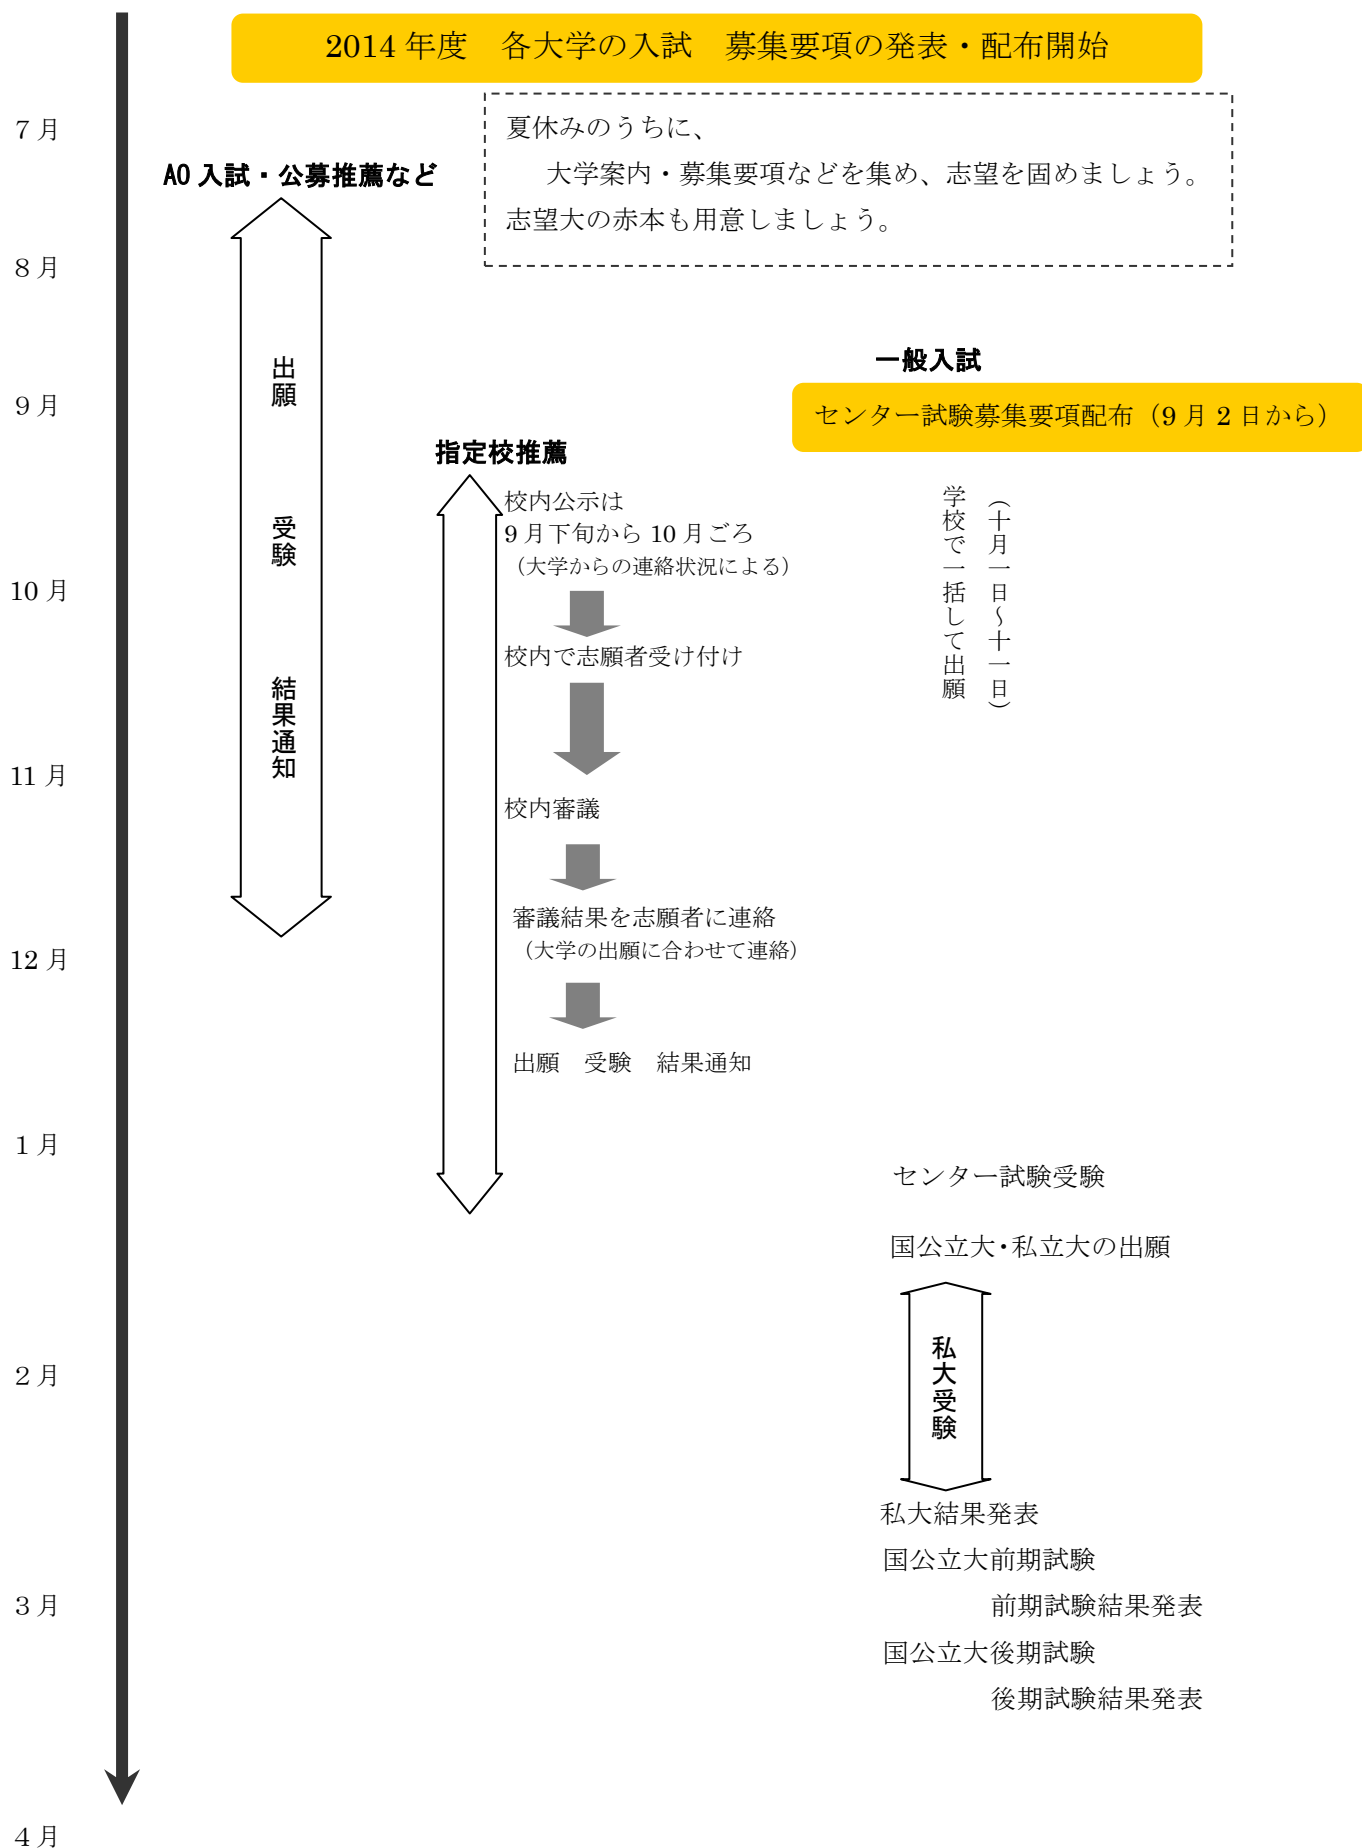 2014年度　各大学の入試　募集要項の発表・配布開始
7月
夏休みのうちに、
大学案内・募集要項などを集め、志望を固めましょう。
志望大の赤本も用意しましょう。
AO入試・公募推薦など
8月
出願
受験
結果通知
一般入試
9月
センター試験募集要項配布（9月2日から）
指定校推薦
校内公示は
9月下旬から10月ごろ
（大学からの連絡状況による）
（十月一日～十一日）
学校で一括して出願
10月
校内で志願者受け付け
11月
校内審議
審議結果を志願者に連絡
（大学の出願に合わせて連絡）
12月
出願　受験　結果通知
1月
センター試験受験
国公立大・私立大の出願
私大受験
2月
私大結果発表
国公立大前期試験
3月
前期試験結果発表
国公立大後期試験
後期試験結果発表
4月